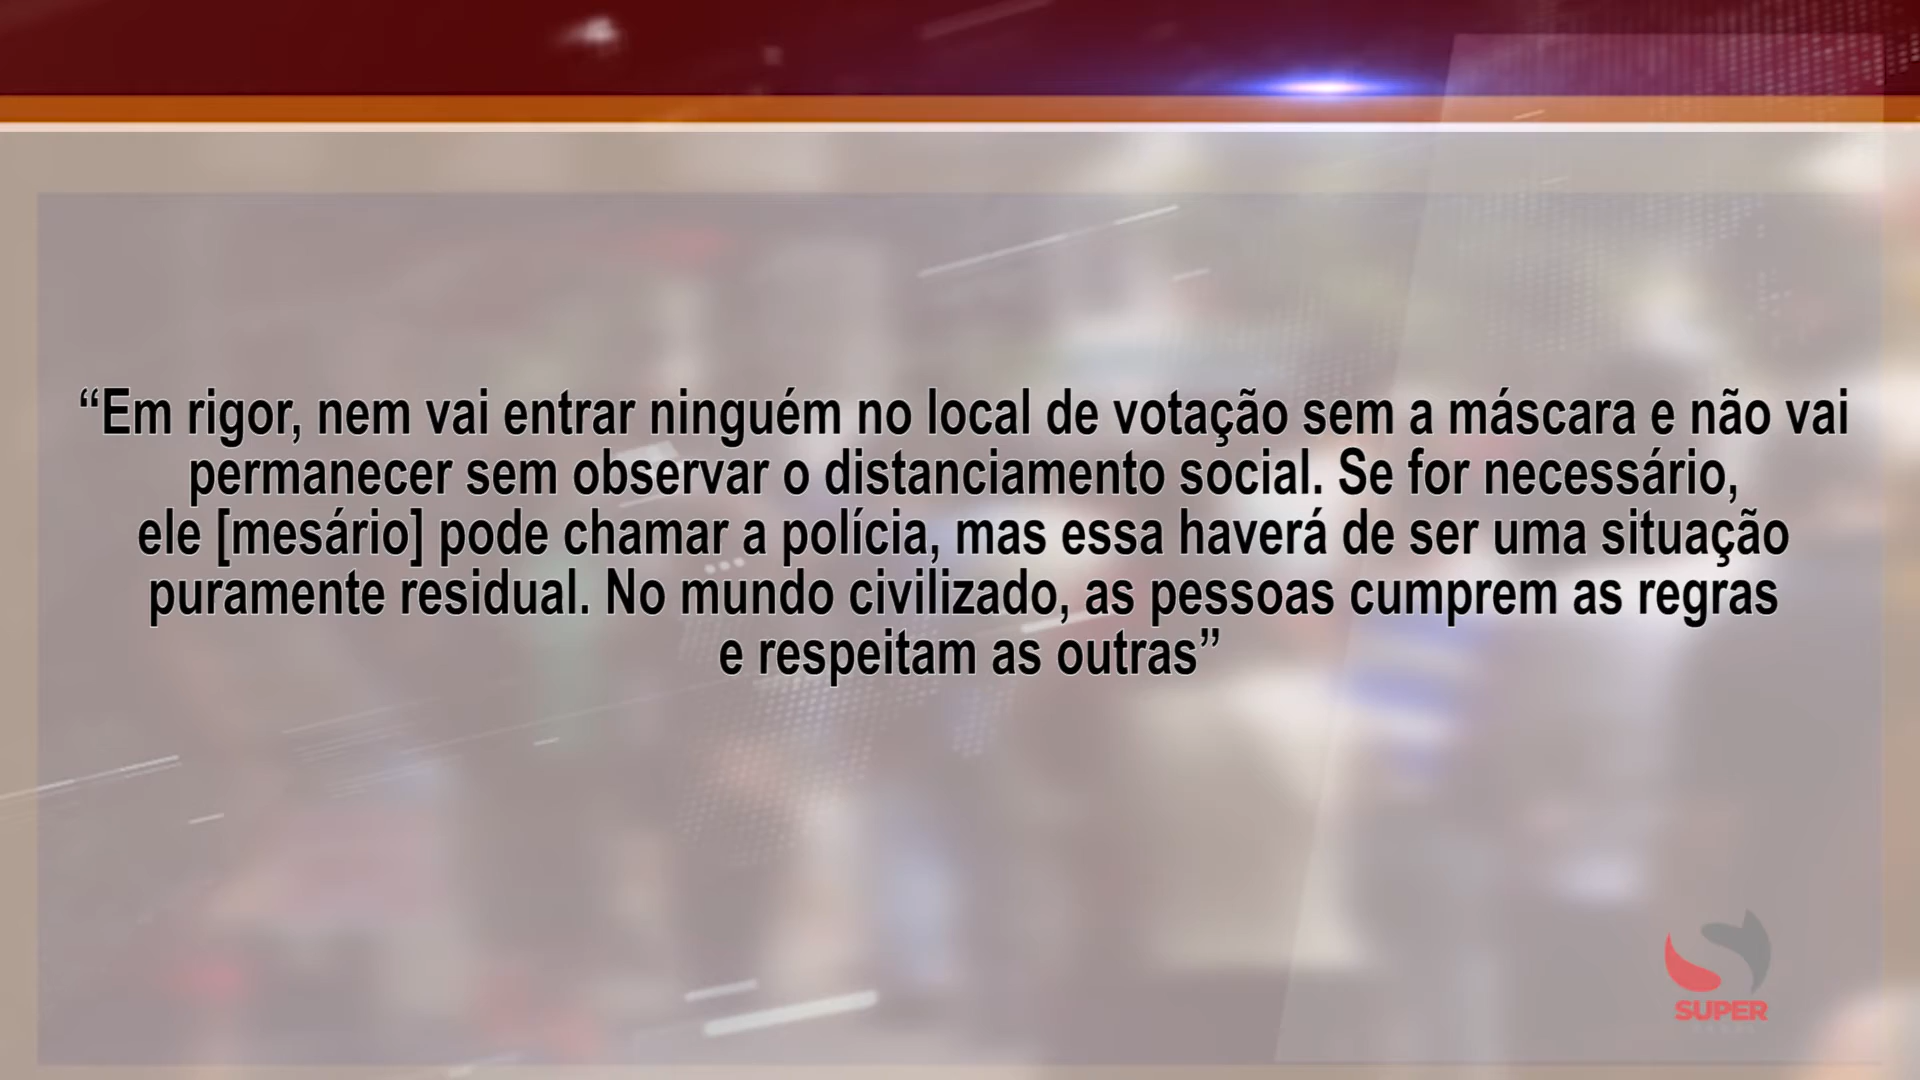 “Em rigor, nem vai entrar ninguém no local de votação sem a máscara e não vai
permanecer sem observar o distanciamento social. Se for necessário,
ele [mesário] pode chamar a polícia, mas essa haverá de ser uma situação
puramente residual. No mundo civilizado, as pessoas cumprem as regras
e respeitam as outras”
SUPER